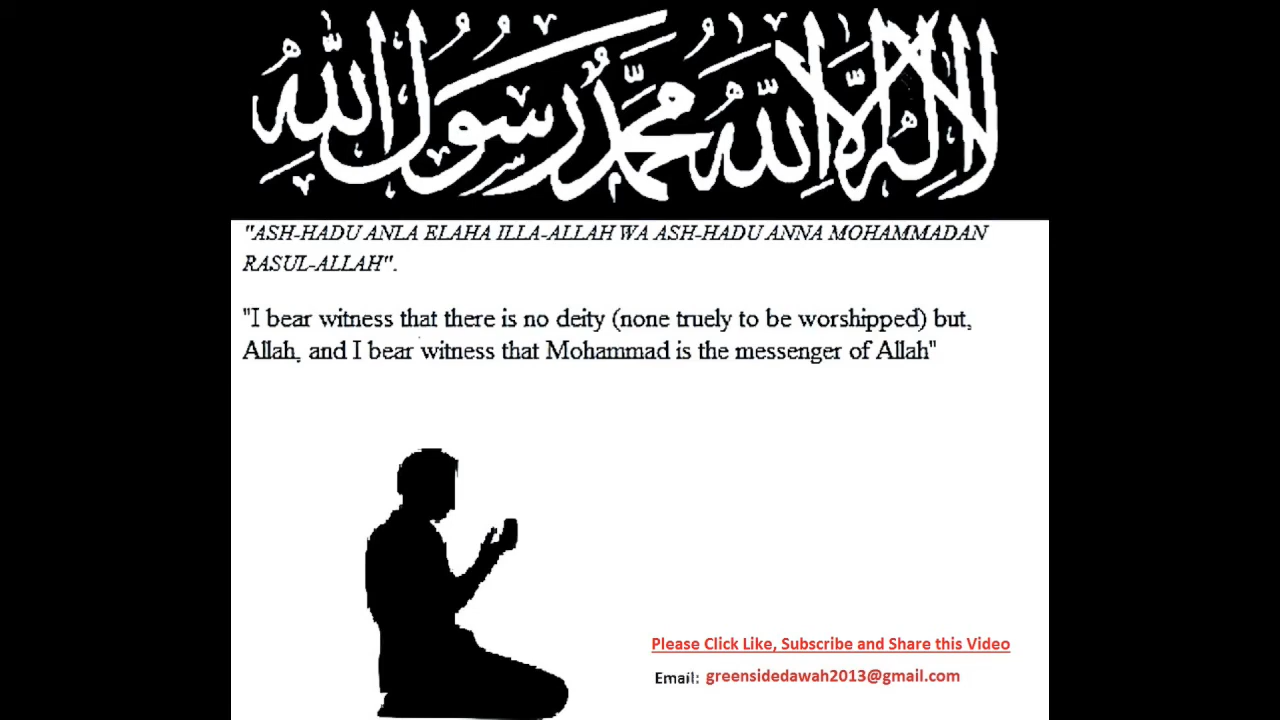 لا إله إلا الله محمد رسول الله
"ASH-HADU ANLA ELAHA ILLA-ALLAH WA ASH-HADU ANNA MOHAMMADAN
RASUL-ALLAH".
"I bear witness that there is no deity (none truely to be worshipped) but,
Allah, and I bear witness that Mohammad is the messenger of Allah"
Please Click Like, Subscribe and Share this Video
Email: greensidedawah2013@gmail.com